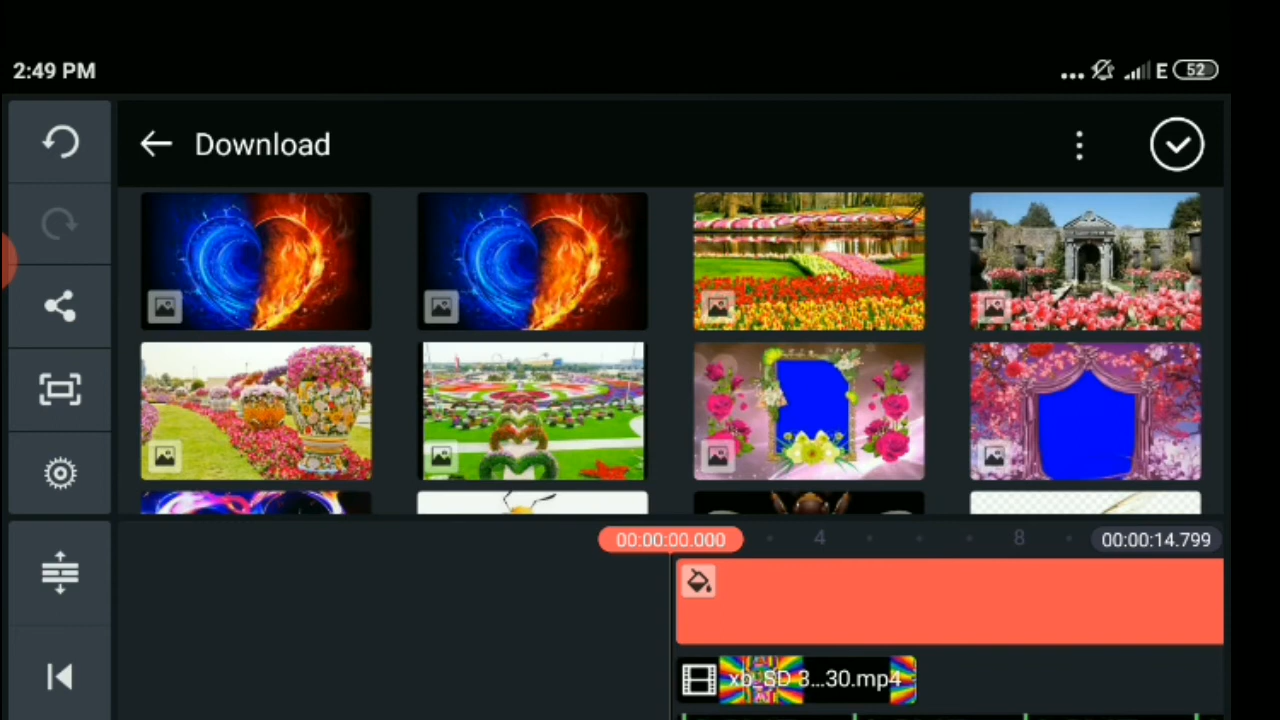 2:49 PM
E 52
Download
00:00:00.000
4
8
00:00:14.799
xb_SD 3...30.mp4